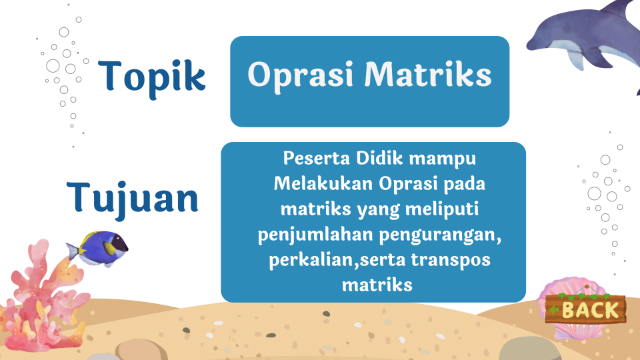 Topik
Oprasi Matriks
Tujuan
Peserta Didik mampu
Melakukan Oprasi pada
matriks yang meliputi
penjumlahan pengurangan,
perkalian,serta transpos
matriks
BACK